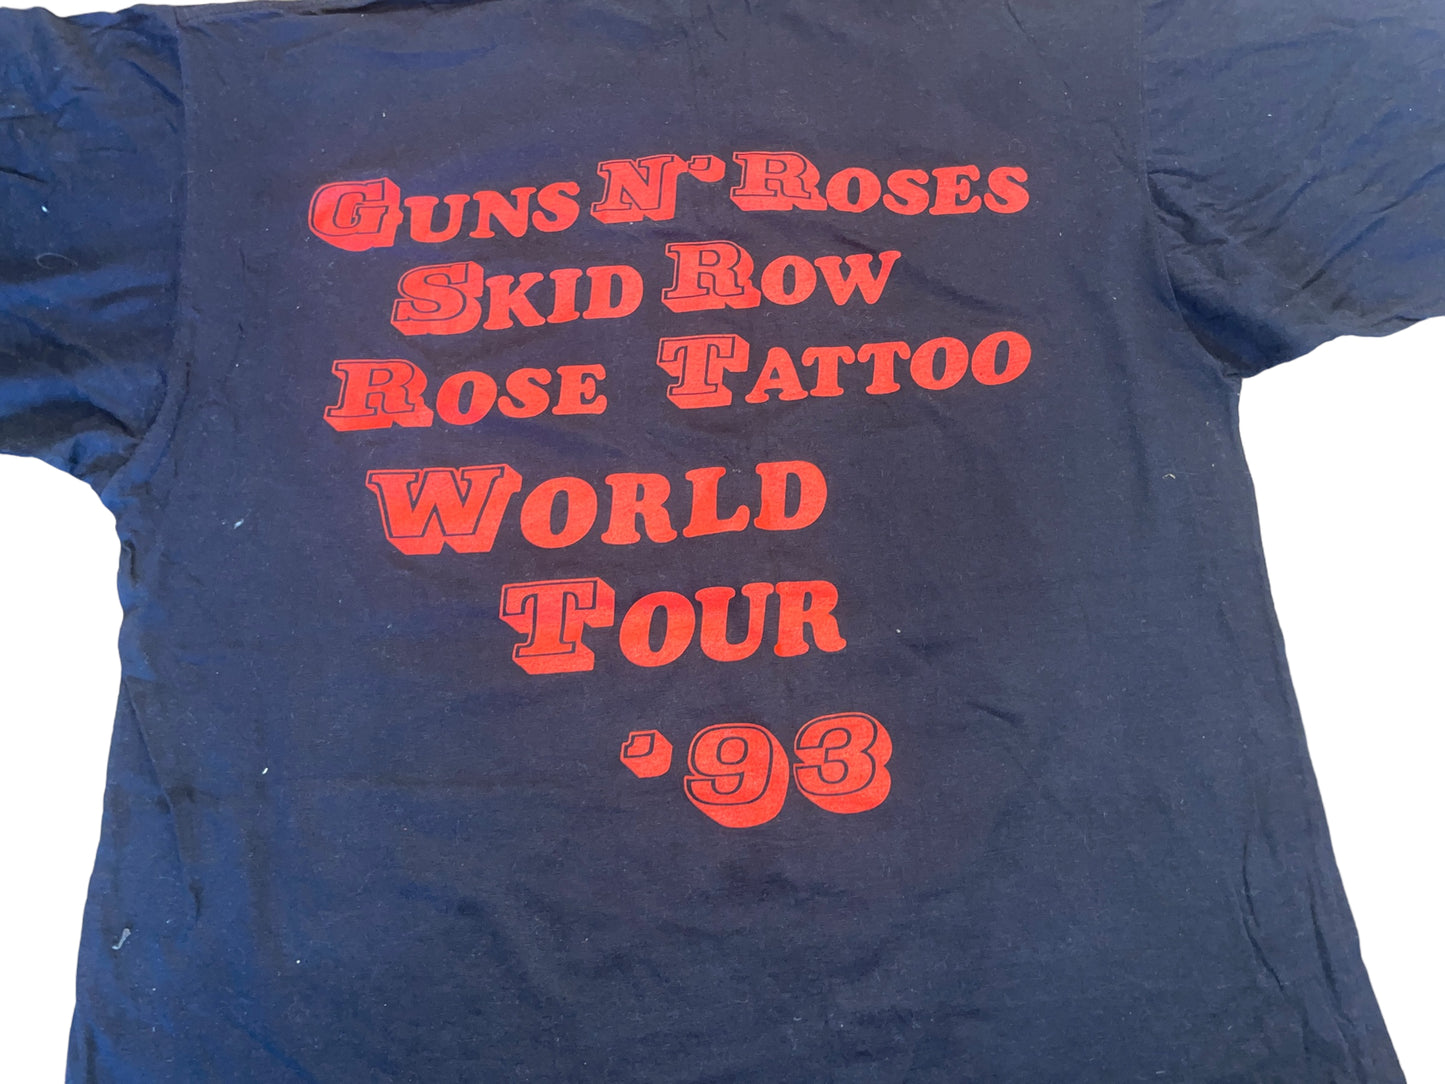 GUNS N' ROSES
SKID ROW
ROSE TATTOO
WORLD
TOUR
'93